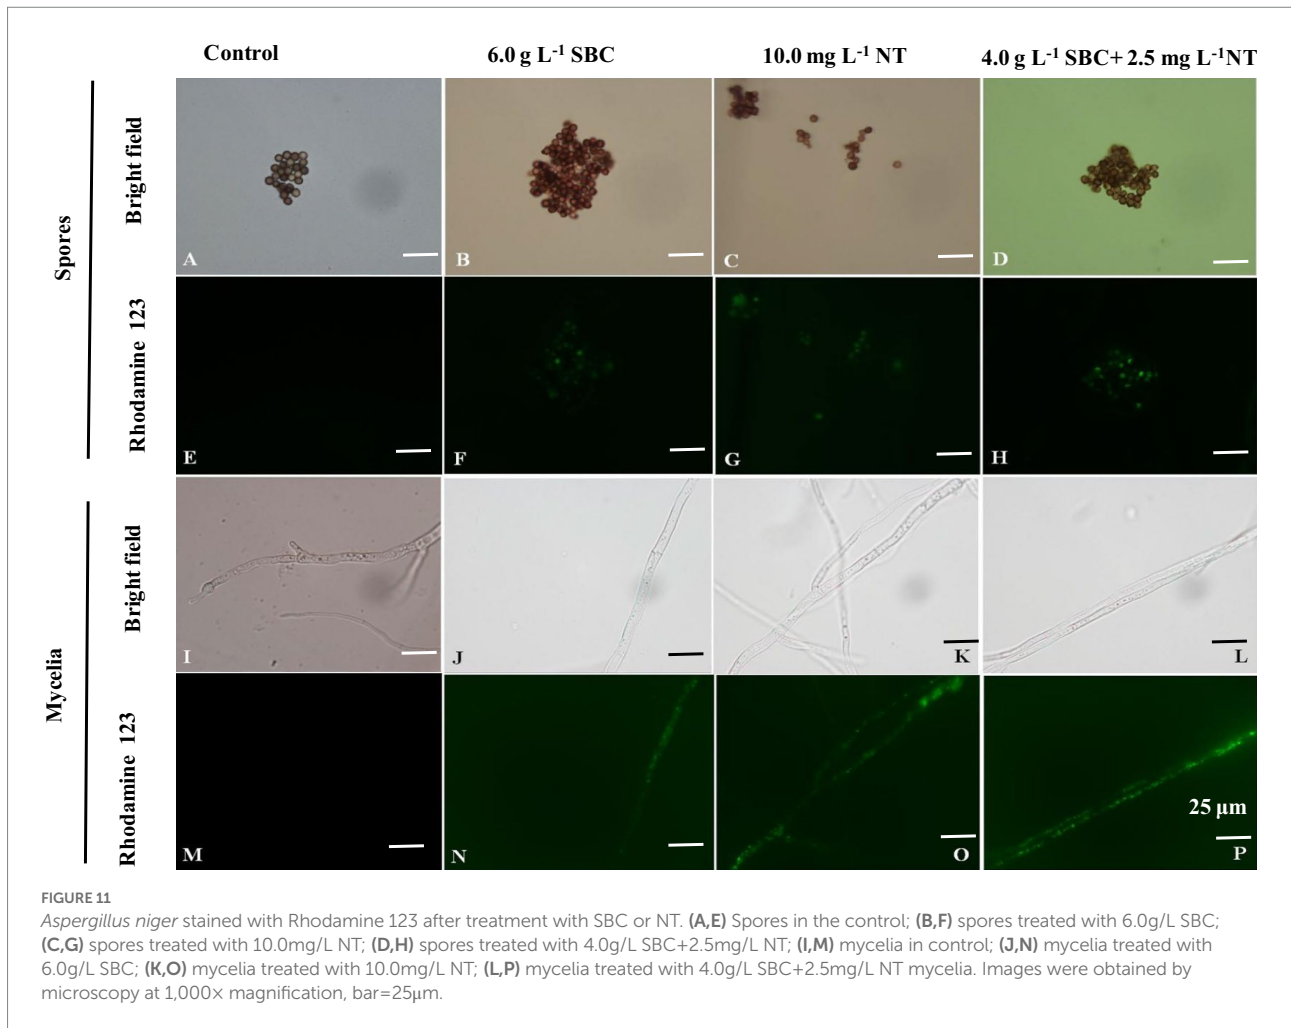 Control
6.0 g L⁻¹ SBC
10.0 mg L⁻¹ NT
4.0 g L⁻¹ SBC+ 2.5 mg L⁻¹NT
Spores
Bright field
A
B
C
D
Rhodamine 123
E
F
G
H
Mycelia
Bright field
I
J
K
L
Rhodamine 123
M
N
O
25 μm
P
FIGURE 11
Aspergillus niger stained with Rhodamine 123 after treatment with SBC or NT. (A,E) Spores in the control; (B,F) spores treated with 6.0g/L SBC;
(C,G) spores treated with 10.0mg/L NT; (D,H) spores treated with 4.0g/L SBC+2.5mg/L NT; (I,M) mycelia in control; (J,N) mycelia treated with
6.0g/L SBC; (K,O) mycelia treated with 10.0mg/L NT; (L,P) mycelia treated with 4.0g/L SBC+2.5mg/L NT mycelia. Images were obtained by
microscopy at 1,000× magnification, bar=25μm.